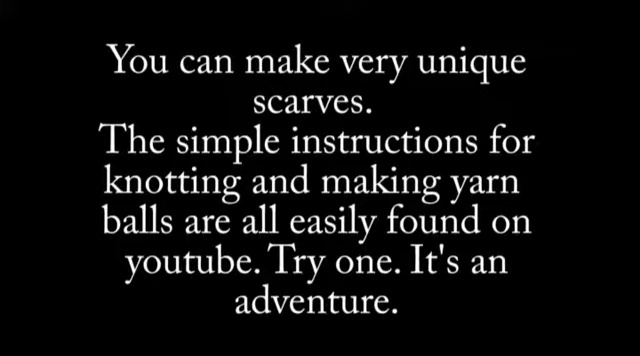 You can make very unique
scarves.
The simple instructions for
knotting and making yarn
balls are all easily found on
youtube. Try one. It's an
adventure.